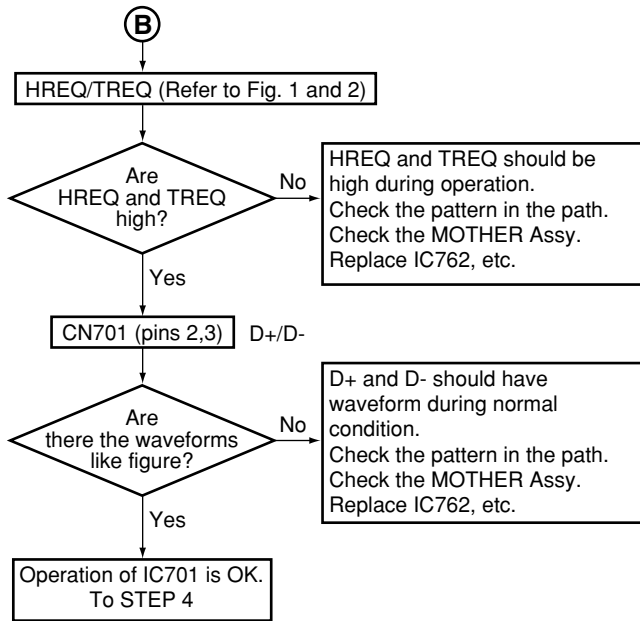 B
HREQ/TREQ (Refer to Fig. 1 and 2)
Are
HREQ and TREQ
high?
No
HREQ and TREQ should be
high during operation.
Check the pattern in the path.
Check the MOTHER Assy.
Replace IC762, etc.
Yes
CN701 (pins 2,3) D+/D-
Are
there the waveforms
like figure?
No
D+ and D- should have
waveform during normal
condition.
Check the pattern in the path.
Check the MOTHER Assy.
Replace IC762, etc.
Yes
Operation of IC701 is OK.
To STEP 4